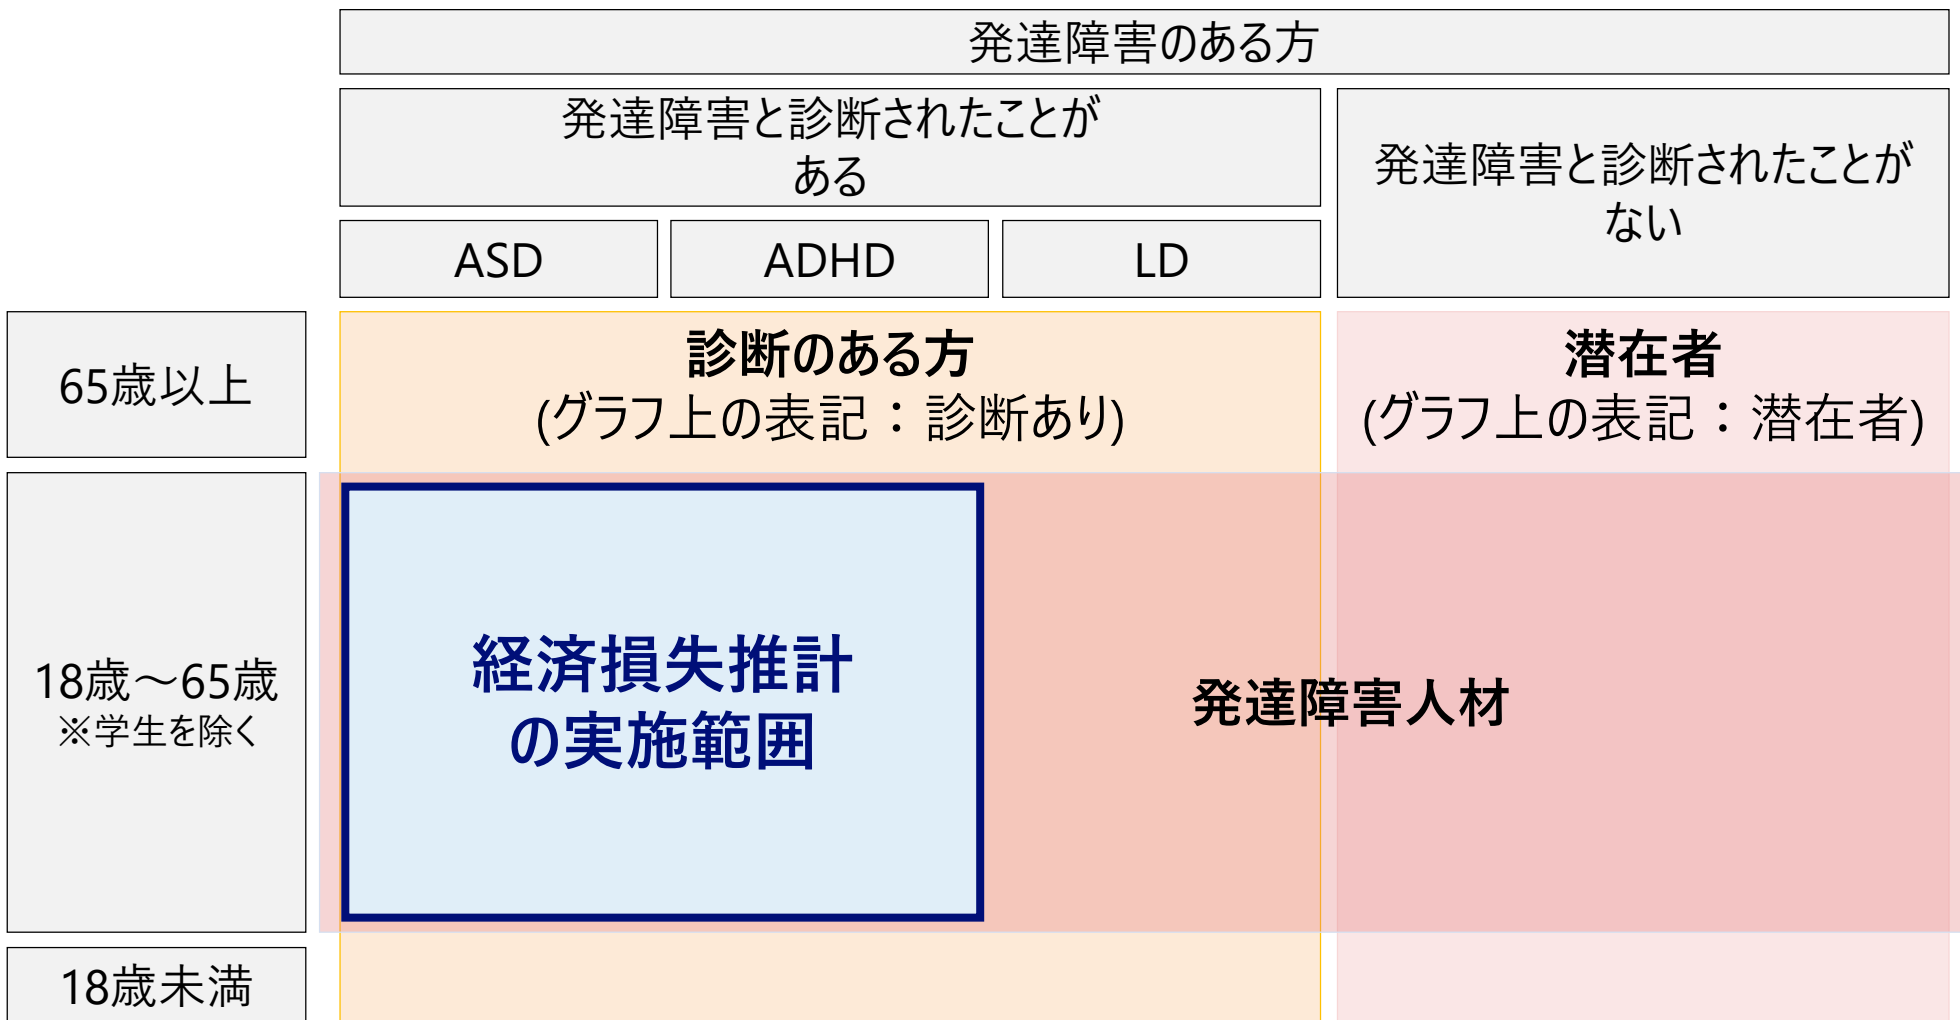 発達障害のある方
発達障害と診断されたことが
ある
発達障害と診断されたことが
ない
ASD
ADHD
LD
65歳以上
診断のある方
(グラフ上の表記：診断あり)
潜在者
(グラフ上の表記：潜在者)
18歳～65歳
※学生を除く
経済損失推計
の実施範囲
発達障害人材
18歳未満